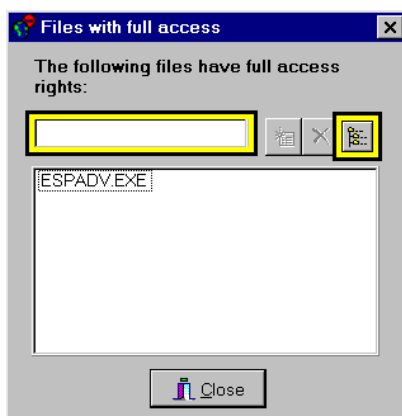 Files with full access
The following files have full access
rights:
ESPADV.EXE
Close